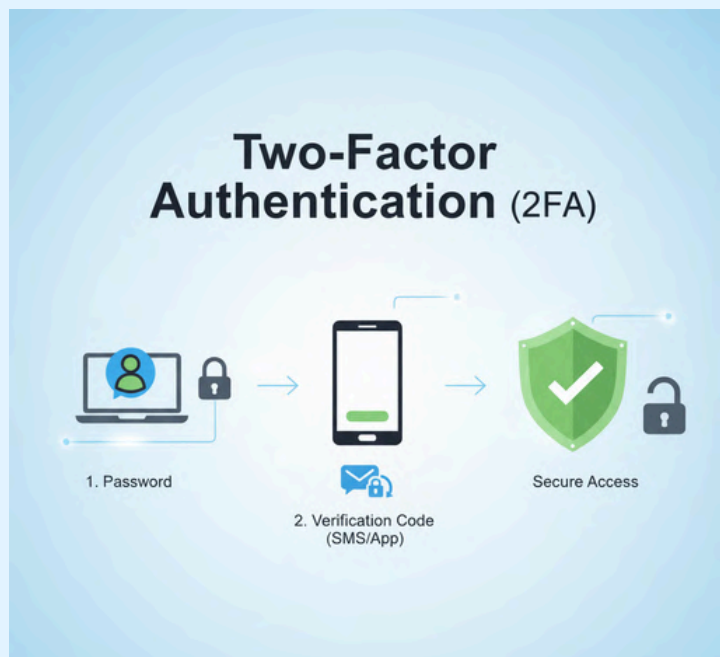 Two-Factor
Authentication (2FA)
1. Password
2. Verification Code
(SMS/App)
Secure Access